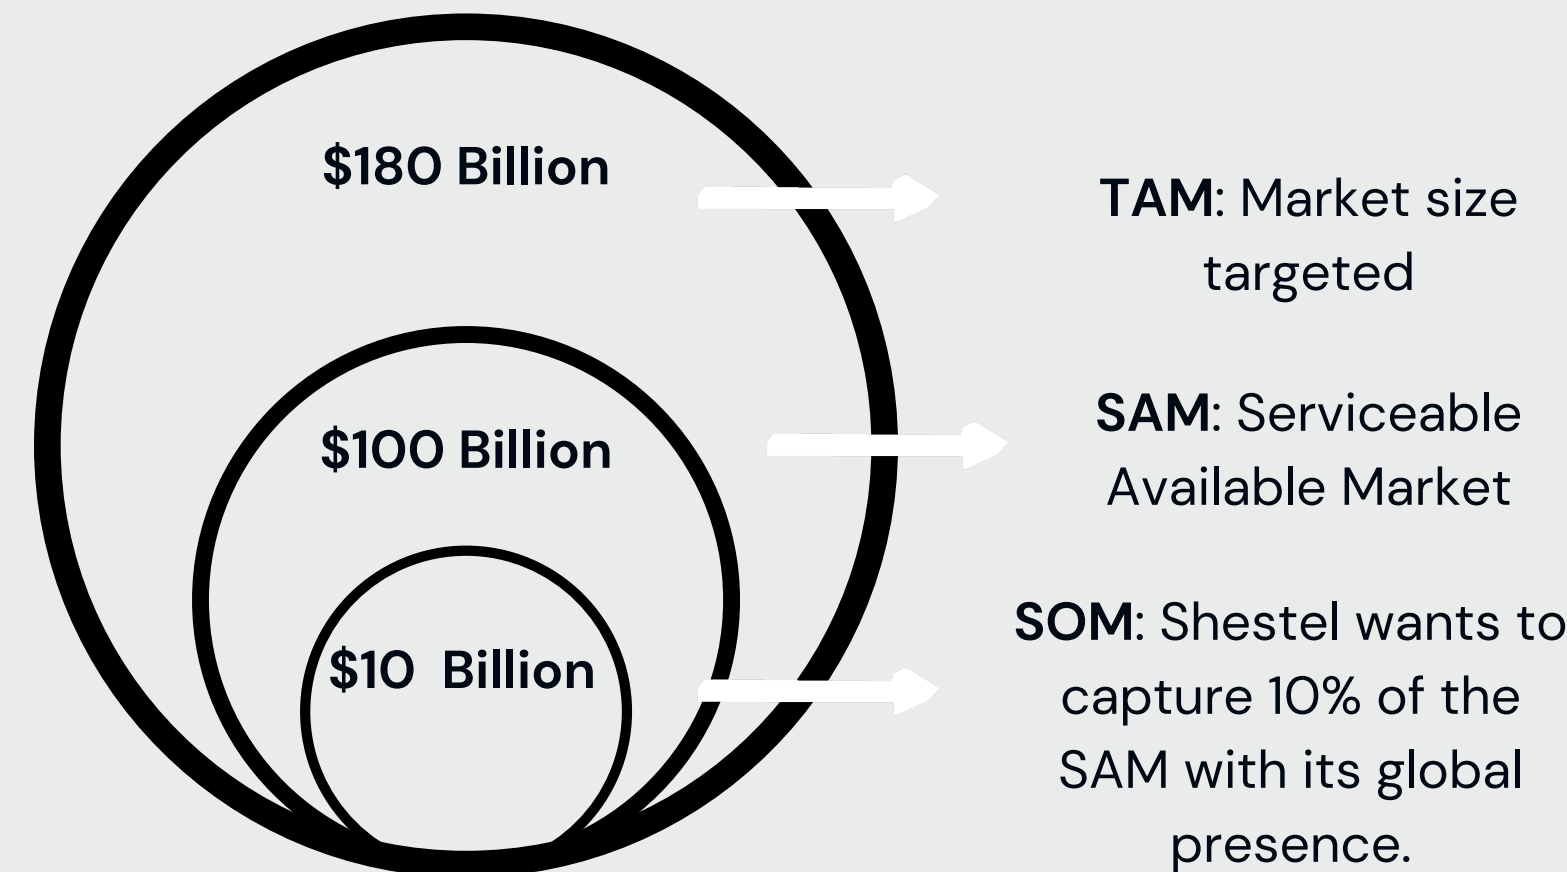 $180 Billion
TAM: Market size
targeted
$100 Billion
SAM: Serviceable
Available Market
$10 Billion
SOM: Shestel wants to
capture 10% of the
SAM with its global
presence.